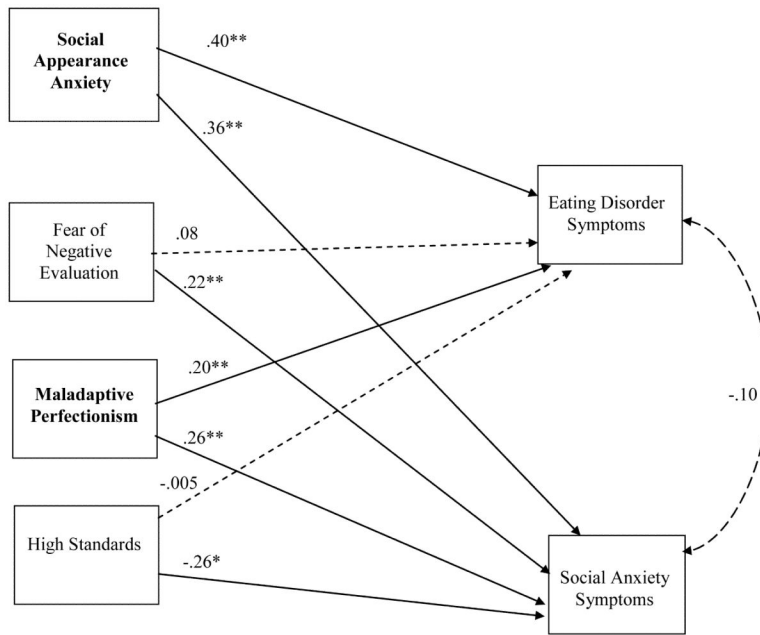 Social
Appearance
Anxiety
.40**
.36**
Eating Disorder
Symptoms
Fear of
Negative
Evaluation
.08
.22**
Maladaptive
Perfectionism
.20**
.26**
-.10
-.005
High Standards
-.26*
Social Anxiety
Symptoms